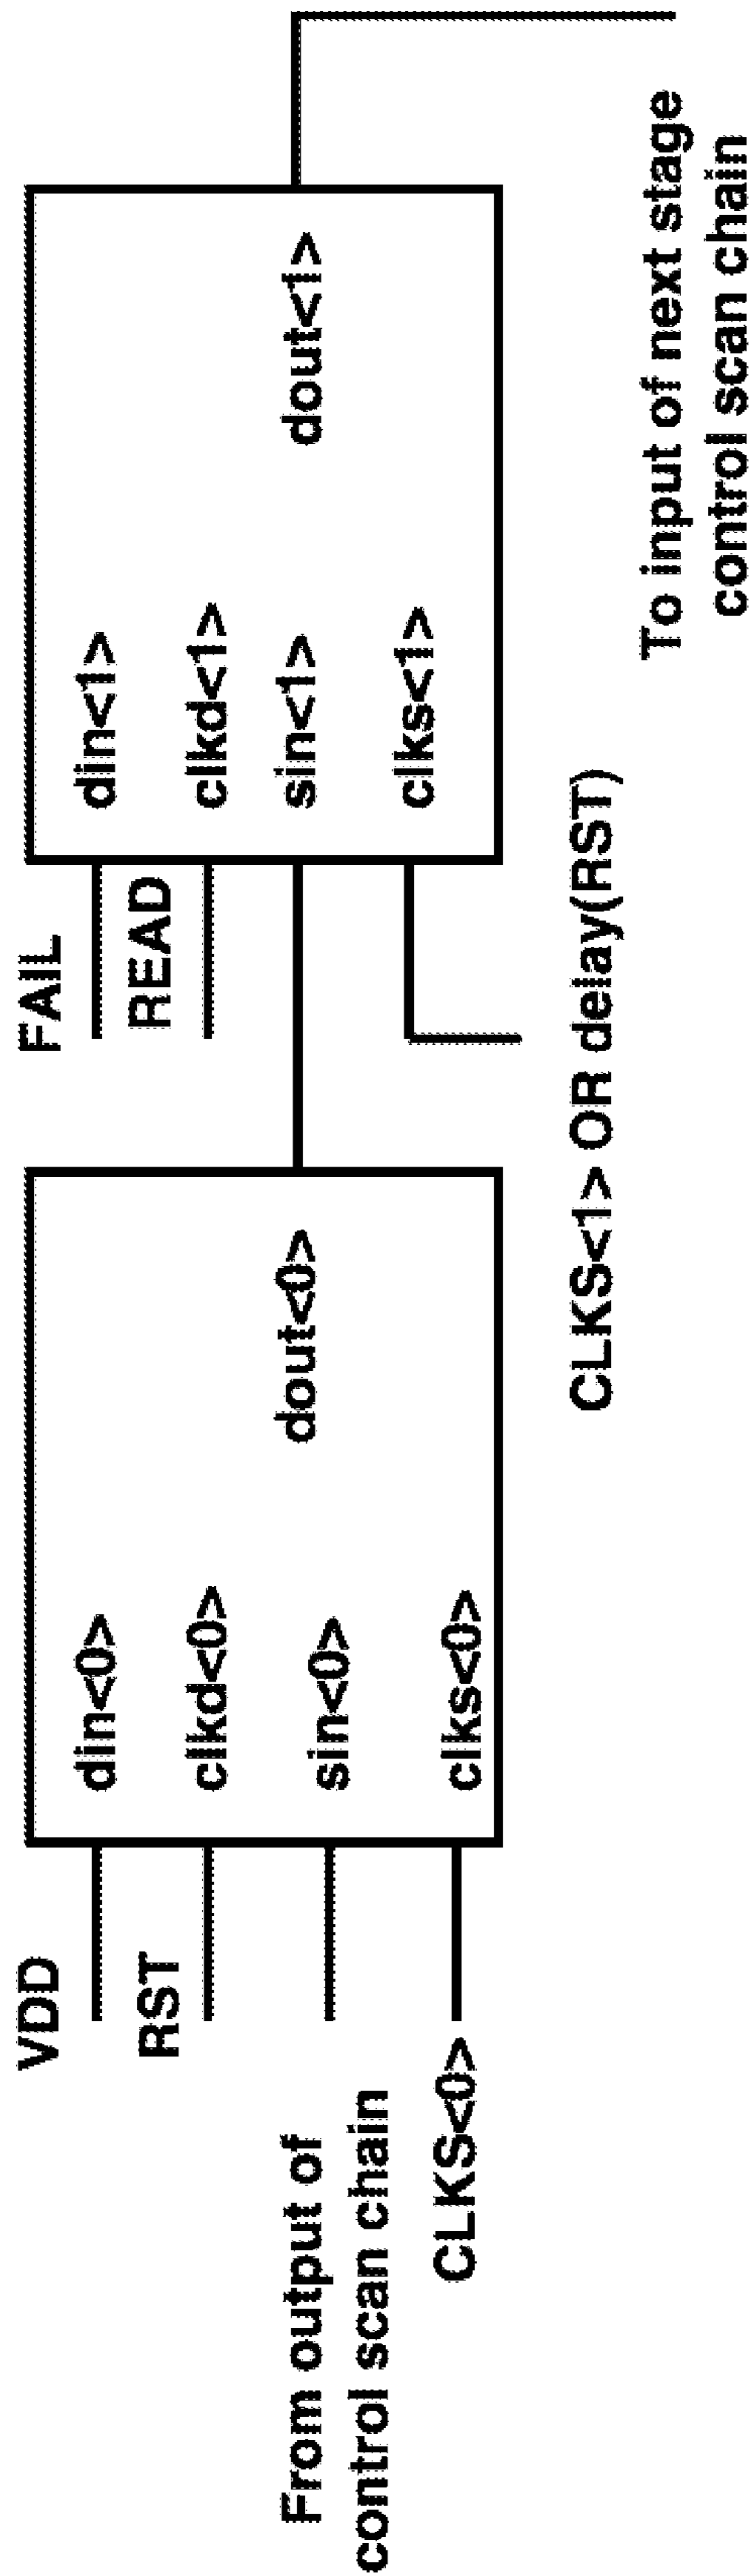 VDD
RST
From output of
control scan chain
CLKS<0>
din<0>
clkd<0>
sin<0>
clks<0>
dout<0>
FAIL
READ
CLKS<1> OR delay(RST)
din<1>
clkd<1>
sin<1>
clks<1>
dout<1>
To input of next stage
control scan chain